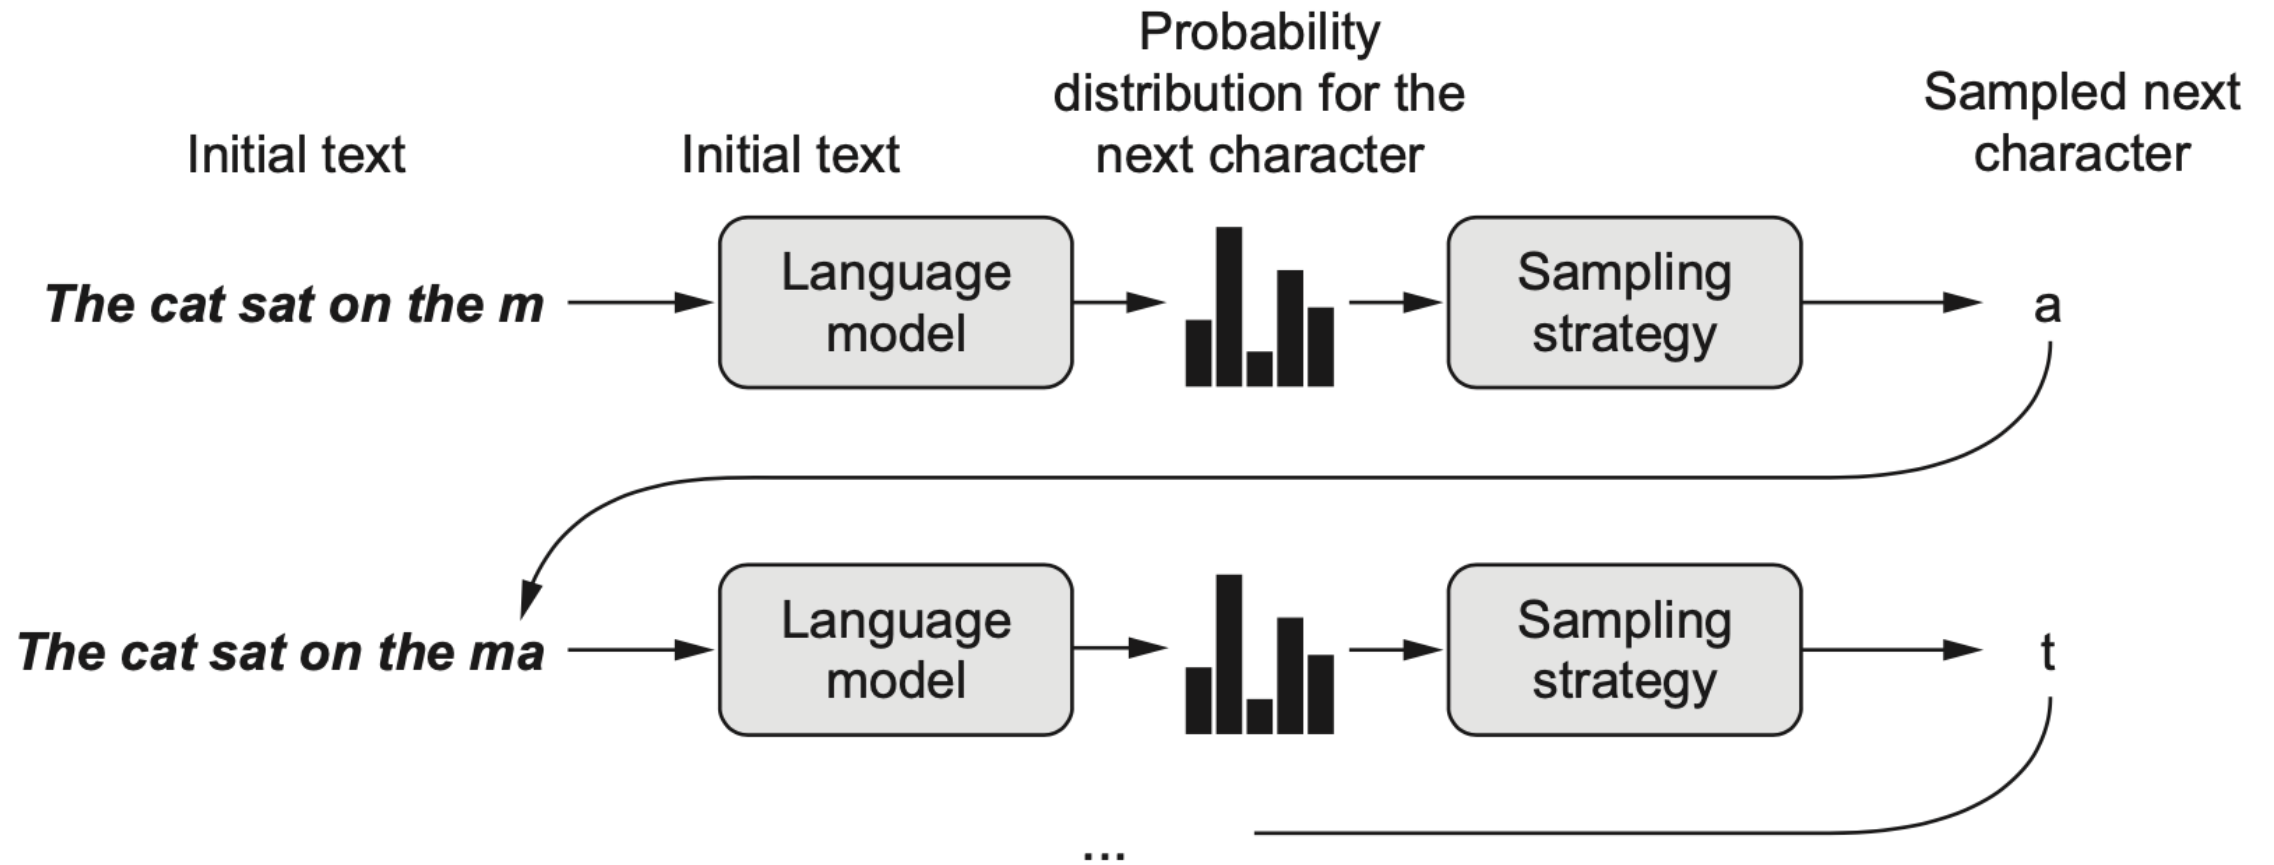 Initial text
Initial text
Probability
distribution for the
next character
Sampled next
character
The cat sat on the m
Language
model
Sampling
strategy
a
The cat sat on the ma
Language
model
Sampling
strategy
t
...